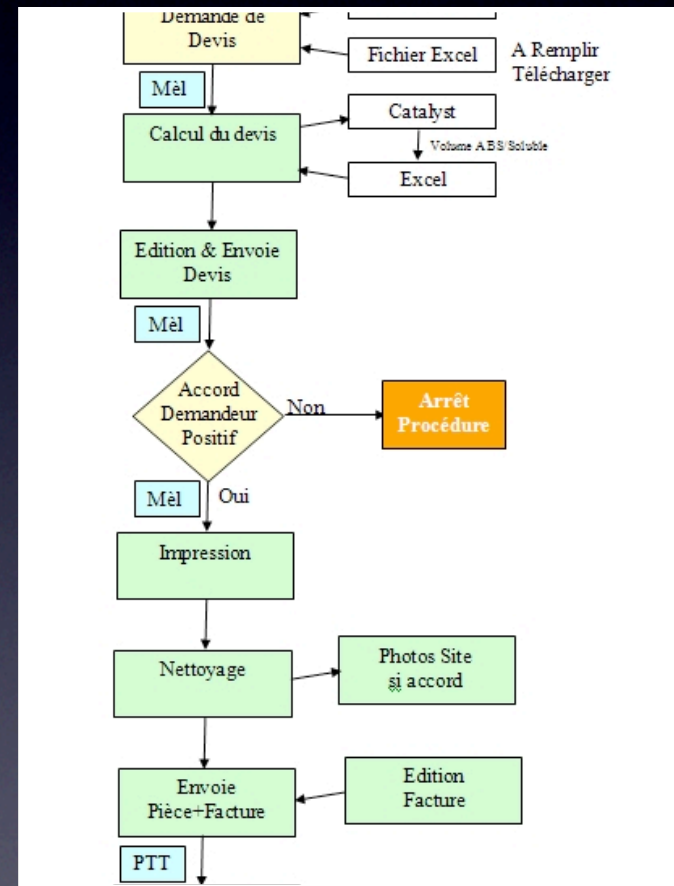 Demande de
Devis
Fichier Excel
A Remplir
Télécharger
Mèl
Calcul du devis
Catalyst
Volume ABS/Soluble
Excel
Edition & Envoie
Devis
Mèl
Accord
Demandeur
Positif
Non
Arrêt
Procédure
Mèl
Oui
Impression
Nettoyage
Photos Site
si accord
Envoie
Pièce+Facture
Edition
Facture
PTT